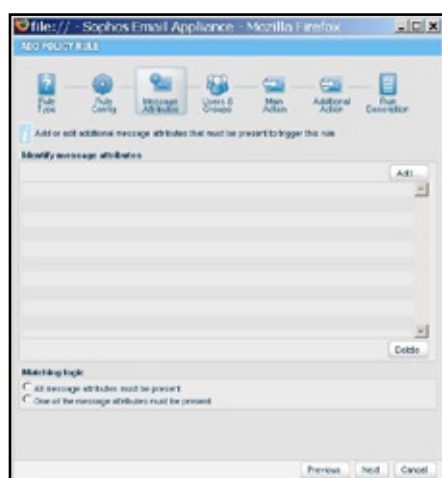 file:// - Sophos Email Appliance - Mozilla Firefox
ADD POLICY RULE
Rule Type
Rule Config
Message Attributes
Users & Groups
Main Action
Additional Action
Rule Description
Add or edit additional message attributes that must be present to trigger this rule
Identify message attributes
Add...
Delete
Matching logic
All message attributes must be present
One of the message attributes must be present
Previous
Next
Cancel